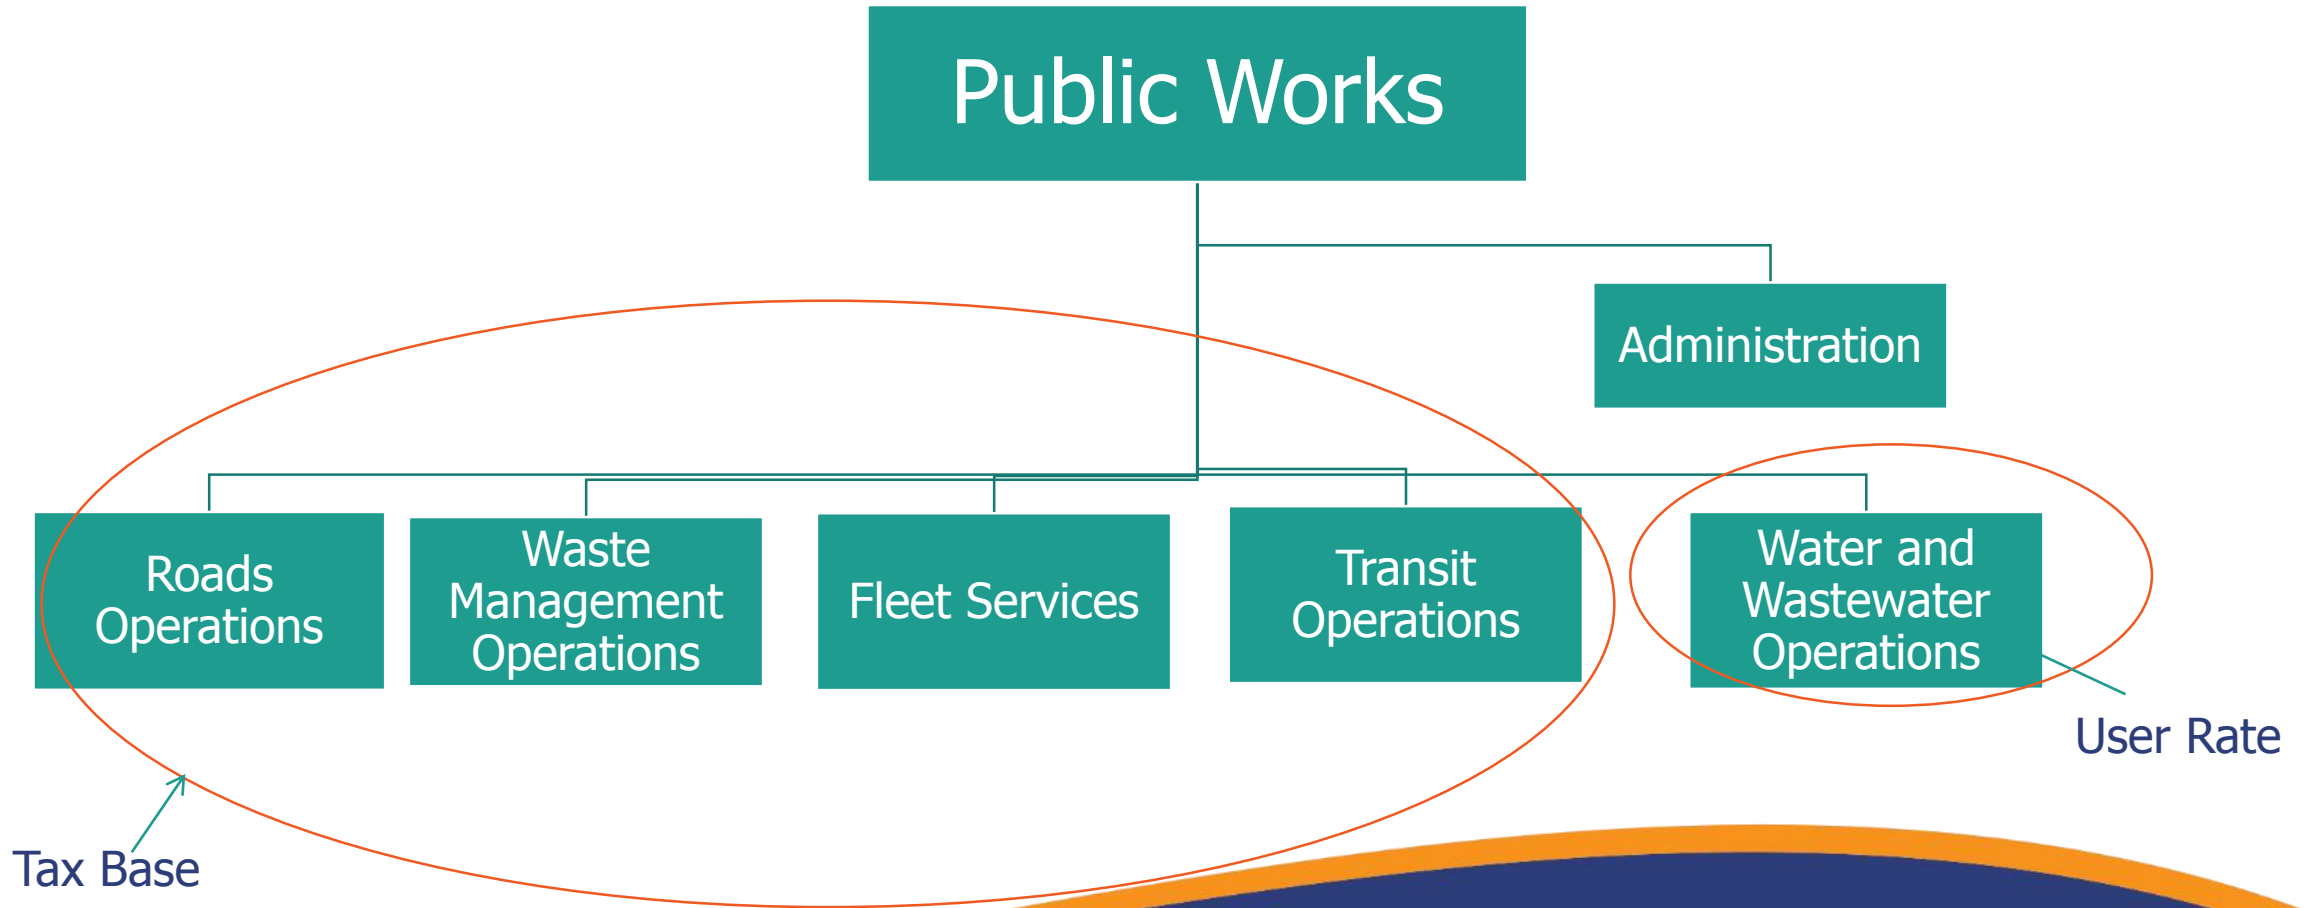 Public Works
Administration
Roads
Operations
Waste
Management
Operations
Fleet Services
Transit
Operations
Water and
Wastewater
Operations
User Rate
Tax Base